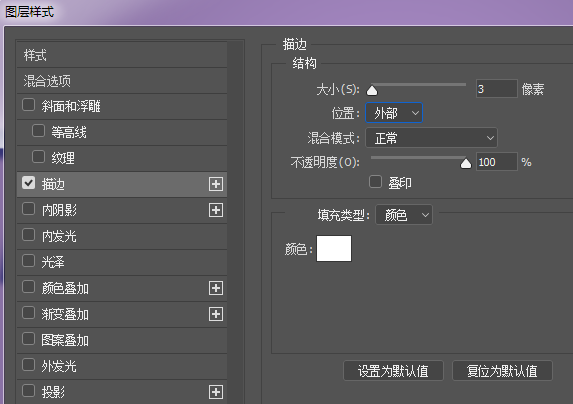 图层样式
样式
混合选项
斜面和浮雕
等高线
纹理
描边
内阴影
内发光
光泽
颜色叠加
渐变叠加
图案叠加
外发光
投影
描边
结构
大小(S): 3 像素
位置: 外部
混合模式: 正常
不透明度(O): 100 %
叠印
填充类型: 颜色
颜色:
设置为默认值 复位为默认值